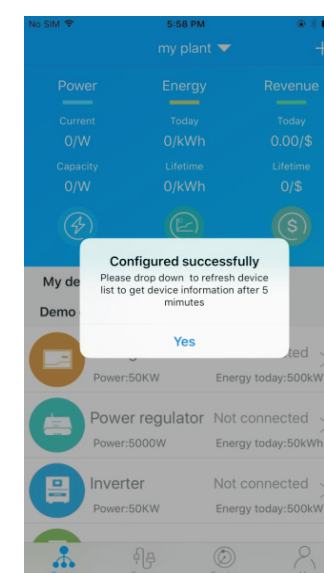 No SIM 5:58 PM
my plant
Power Energy Revenue
Current Today Today
0/W 0/kWh 0.00/$
Capacity Lifetime Lifetime
0/W 0/kWh 0/$
Configured successfully
Please drop down to refresh device
list to get device information after 5
mimutes
Yes
My de
Demo
ted
Power:50KW Energy today:500kW
Power regulator Not connected
Power:5000W Energy today:50kWh
Inverter Not connected
Power:50KW Energy today:500kW